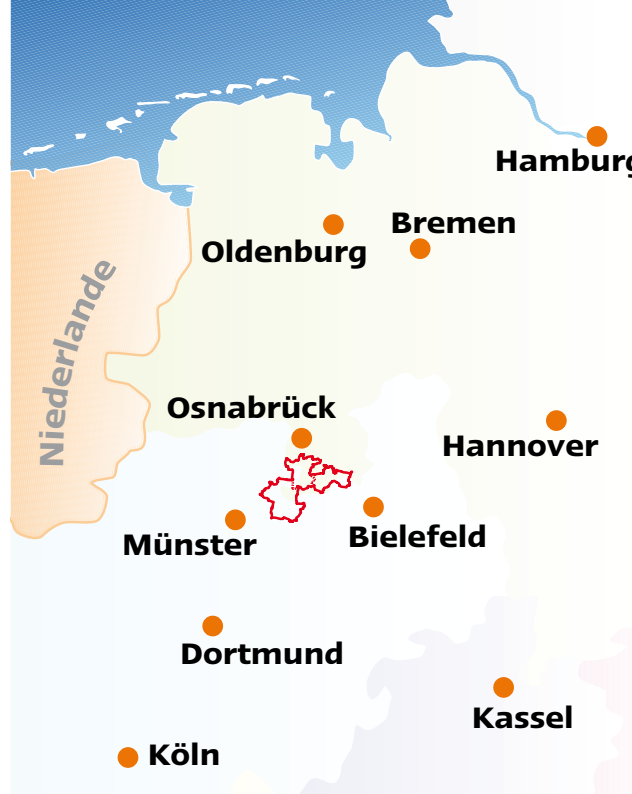 Hamburg
Bremen
Oldenburg
Niederlande
Osnabrück
Hannover
Münster
Bielefeld
Dortmund
Kassel
Köln